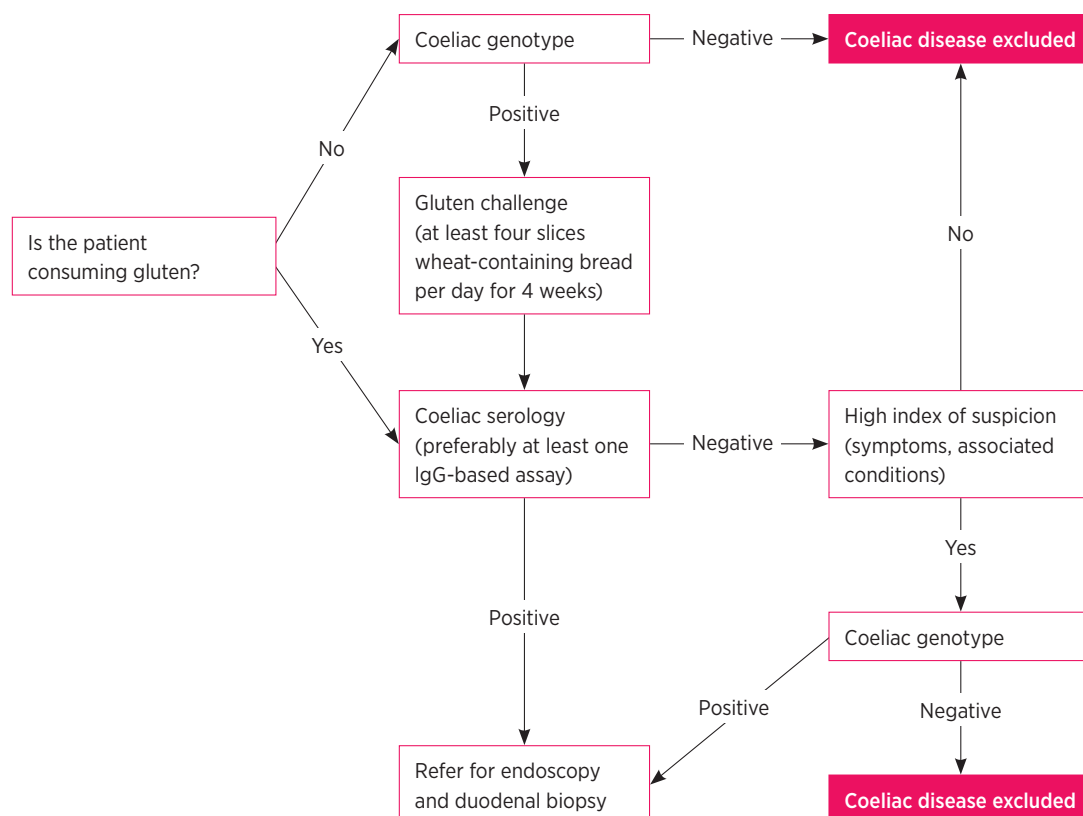 Coeliac genotype
Negative
Coeliac disease excluded
Positive
No
Gluten challenge
(at least four slices
wheat-containing bread
per day for 4 weeks)
Is the patient
consuming gluten?
No
Yes
Coeliac serology
(preferably at least one
IgG-based assay)
Negative
High index of suspicion
(symptoms, associated
conditions)
Yes
Positive
Coeliac genotype
Positive
Negative
Refer for endoscopy
and duodenal biopsy
Coeliac disease excluded